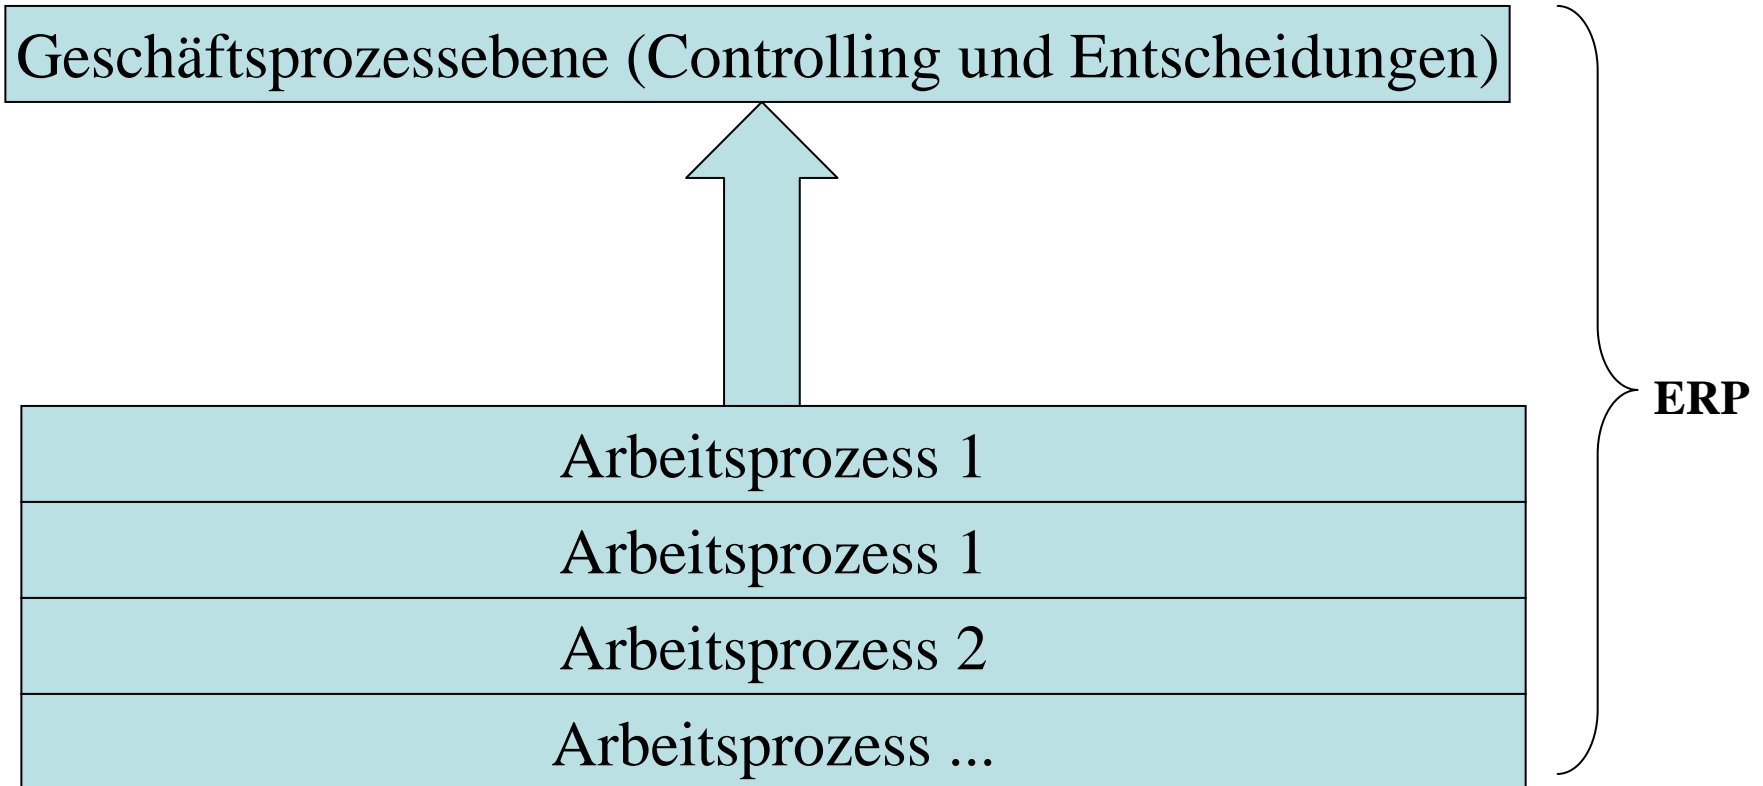 Geschäftsprozessebene (Controlling und Entscheidungen)
ERP
Arbeitsprozess 1
Arbeitsprozess 1
Arbeitsprozess 2
Arbeitsprozess ...